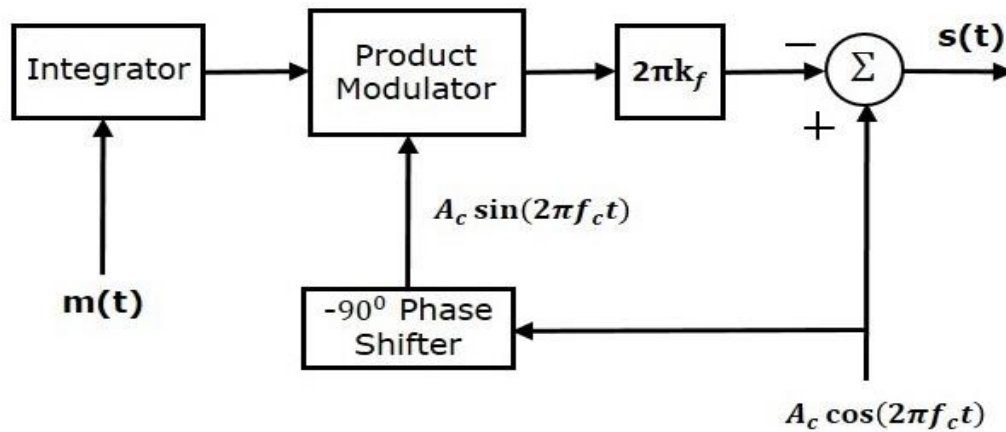 Integrator
Product
Modulator
2πk_f
−
Σ
s(t)
+
A_c sin(2πf_c t)
m(t)
-90⁰ Phase
Shifter
A_c cos(2πf_c t)